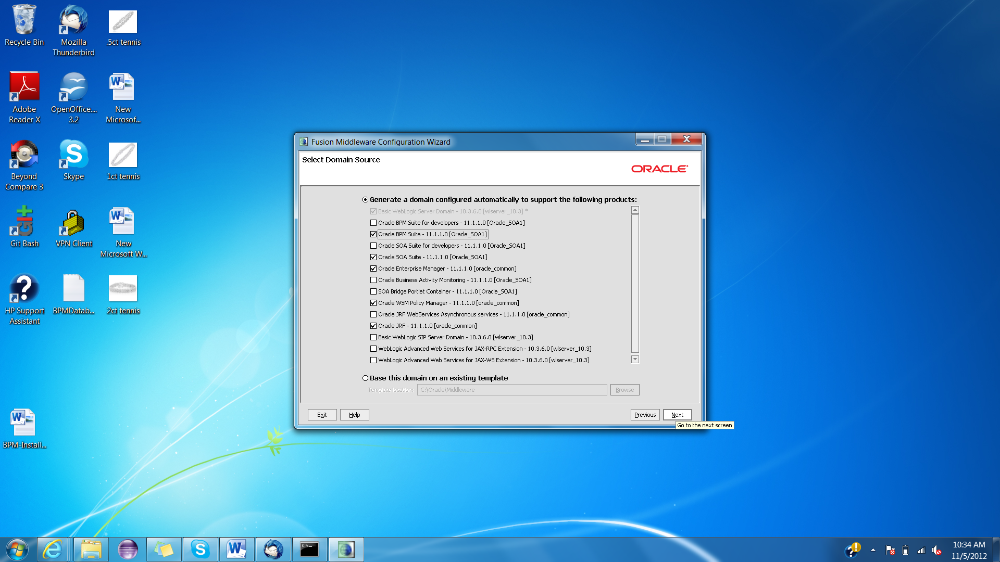 Recycle Bin
Mozilla
Thunderbird
.5ct tennis
Adobe
Reader X
OpenOffice....
3.2
New
Microsof...
Beyond
Compare 3
Skype
1ct tennis
Git Bash
VPN Client
New
Microsoft W...
HP Support
Assistant
BPMDatab...
2ct tennis
BPM-Install...
Fusion Middleware Configuration Wizard
Select Domain Source
ORACLE
Generate a domain configured automatically to support the following products:
Basic WebLogic Server Domain - 10.3.6.0 [wlserver_10.3] *
Oracle BPM Suite for developers - 11.1.1.0 [Oracle_SOA1]
Oracle BPM Suite - 11.1.1.0 [Oracle_SOA1]
Oracle SOA Suite for developers - 11.1.1.0 [Oracle_SOA1]
Oracle SOA Suite - 11.1.1.0 [Oracle_SOA1]
Oracle Enterprise Manager - 11.1.1.0 [oracle_common]
Oracle Business Activity Monitoring - 11.1.1.0 [Oracle_SOA1]
SOA Bridge Portlet Container - 11.1.1.0 [Oracle_SOA1]
Oracle WSM Policy Manager - 11.1.1.0 [oracle_common]
Oracle JRF WebServices Asynchronous services - 11.1.1.0 [oracle_common]
Oracle JRF - 11.1.1.0 [oracle_common]
Basic WebLogic SIP Server Domain - 10.3.6.0 [wlserver_10.3]
WebLogic Advanced Web Services for JAX-RPC Extension - 10.3.6.0 [wlserver_10.3]
WebLogic Advanced Web Services for JAX-WS Extension - 10.3.6.0 [wlserver_10.3]
Base this domain on an existing template
Template location: C:\Oracle\Middleware Browse
Exit Help Previous Next
Go to the next screen
10:34 AM
11/5/2012